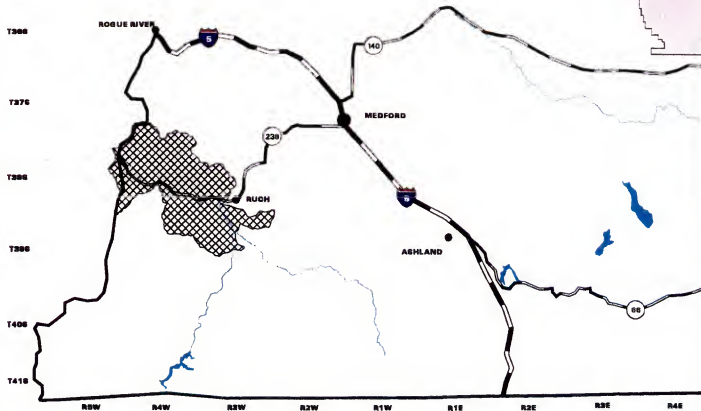 ROGUE RIVER
T36S
5
140
T37S
MEDFORD
238
T38S
RUCH
5
T39S
ASHLAND
T40S
66
T41S
R5W R4W R3W R2W R1W R1E R2E R3E R4E